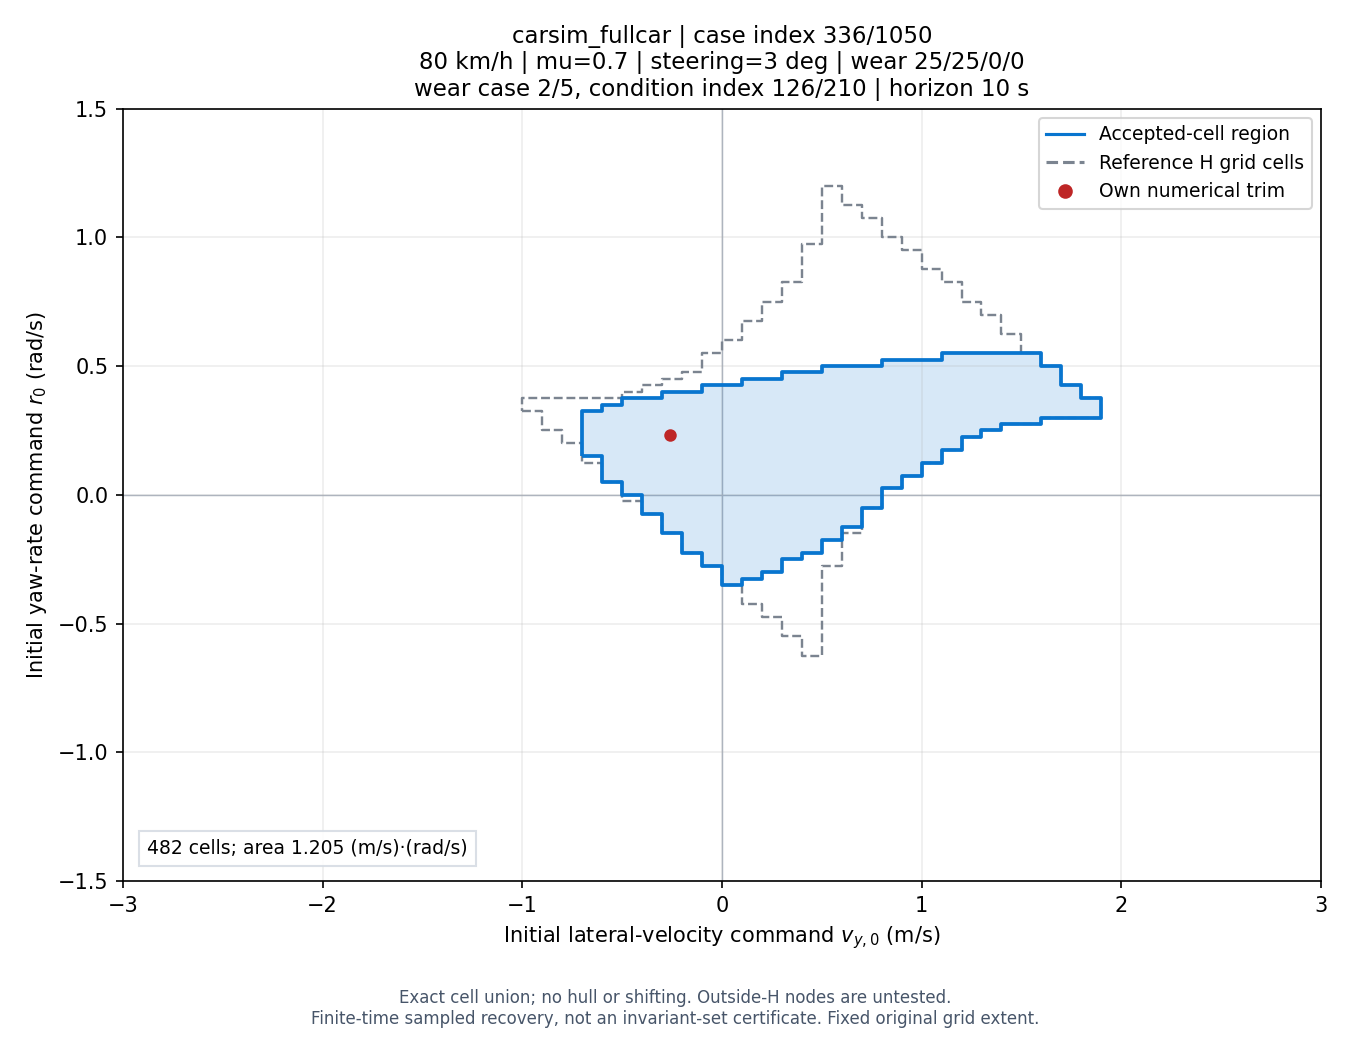 carsim_fullcar | case index 336/1050
80 km/h | mu=0.7 | steering=3 deg | wear 25/25/0/0
wear case 2/5, condition index 126/210 | horizon 10 s
Accepted-cell region
Reference H grid cells
Own numerical trim
1.5
1.0
0.5
0.0
−0.5
−1.0
−1.5
Initial yaw-rate command r0 (rad/s)
482 cells; area 1.205 (m/s)·(rad/s)
−3
−2
−1
0
1
2
3
Initial lateral-velocity command vy,0 (m/s)
Exact cell union; no hull or shifting. Outside-H nodes are untested.
Finite-time sampled recovery, not an invariant-set certificate. Fixed original grid extent.